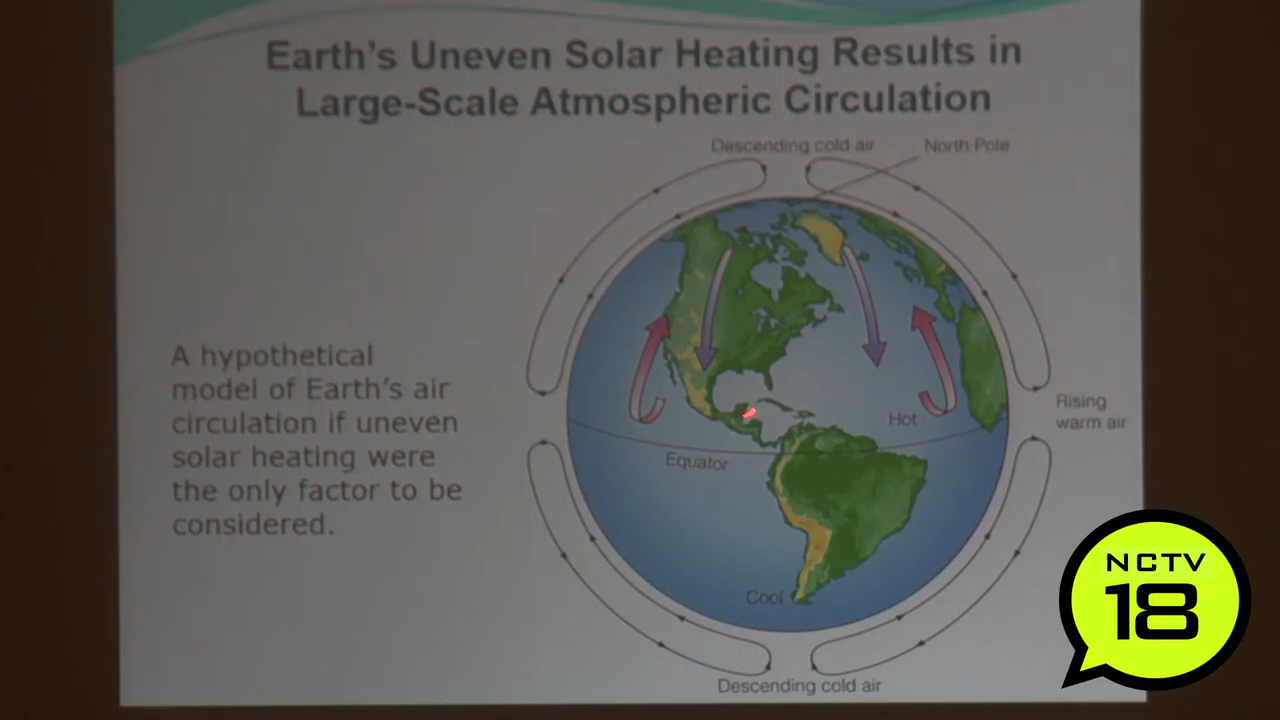 Earth's Uneven Solar Heating Results in
Large-Scale Atmospheric Circulation
Descending cold air
North Pole
A hypothetical
model of Earth's air
circulation if uneven
solar heating were
the only factor to be
considered.
Rising
warm air
Hot
Equator
Cool
Descending cold air
NCTV
18